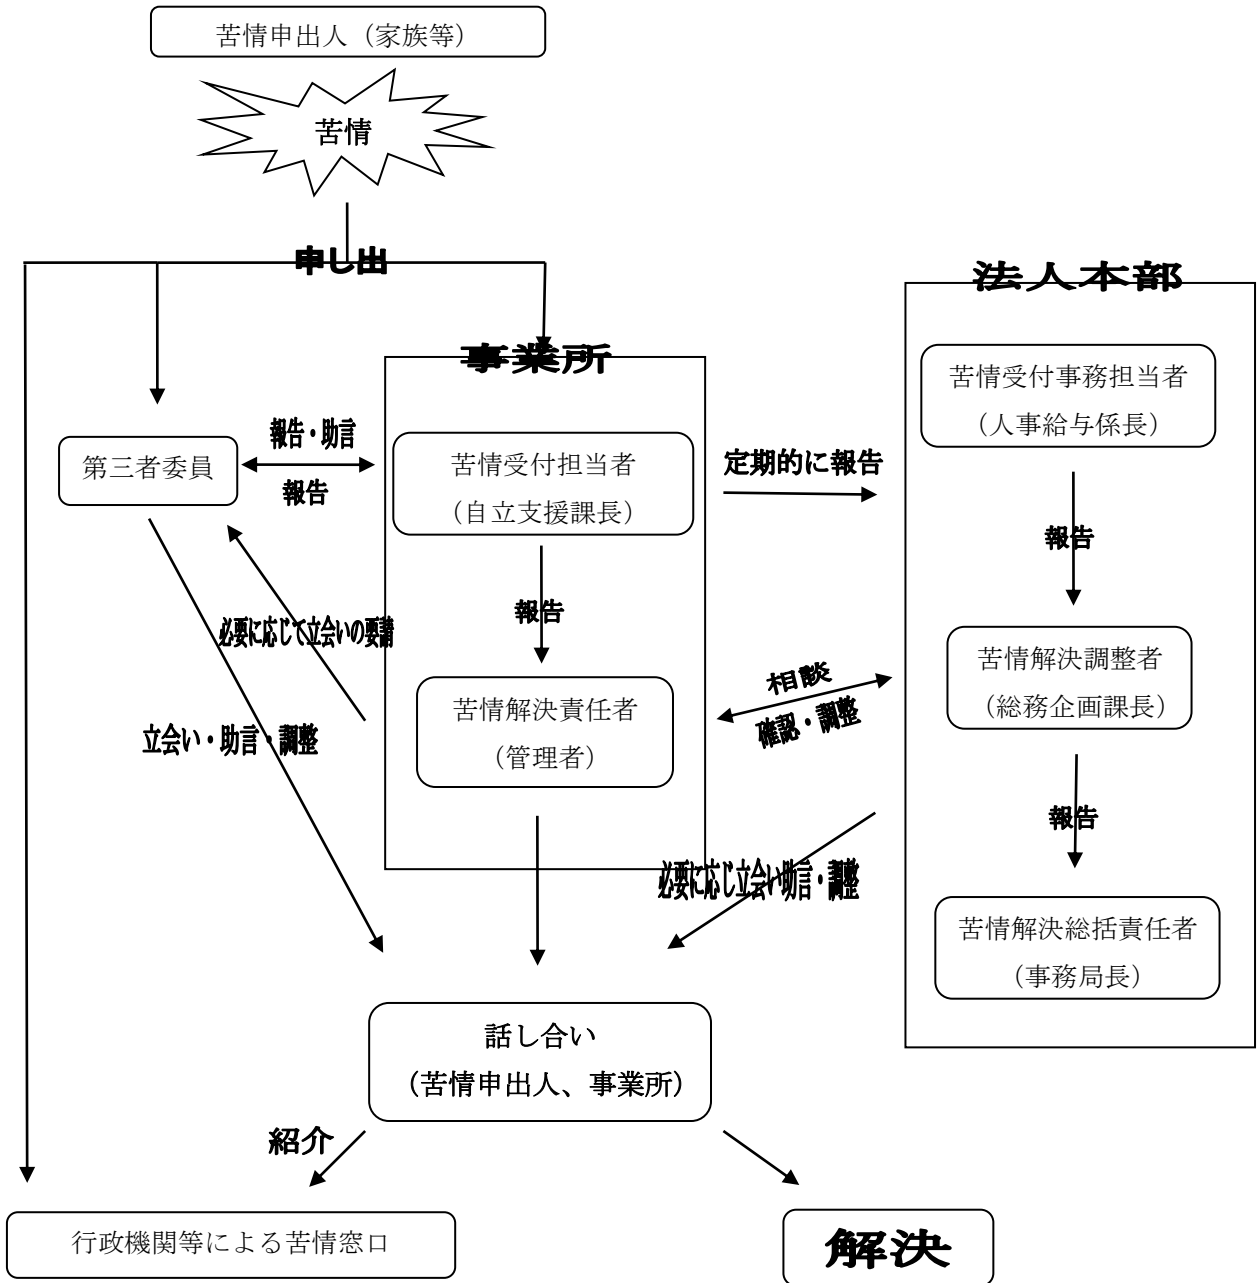 苦情申出人（家族等）
苦情
申し出
法人本部
事業所
苦情受付事務担当者
（人事給与係長）
報告・助言
第三者委員
報告
苦情受付担当者
（自立支援課長）
定期的に報告
報告
報告
必要に応じて立会いの要請
苦情解決調整者
（総務企画課長）
相談
確認・調整
苦情解決責任者
（管理者）
立会い・助言・調整
報告
必要に応じ立会い助言・調整
苦情解決総括責任者
（事務局長）
話し合い
（苦情申出人、事業所）
紹介
行政機関等による苦情窓口
解決